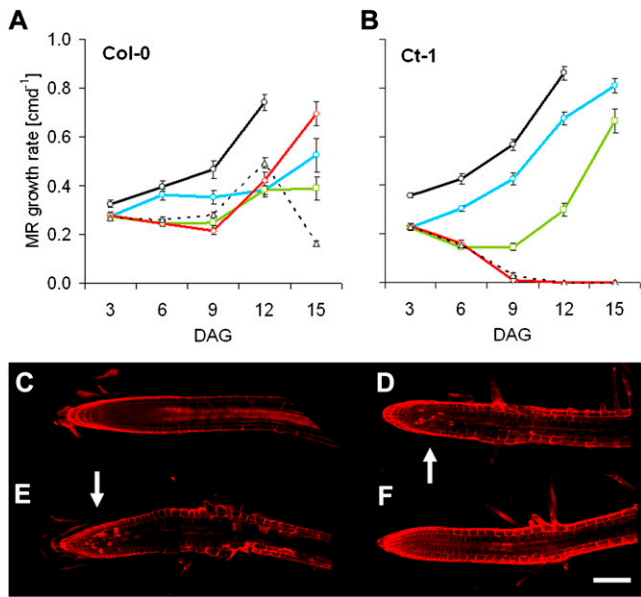 A
B
Col-0
Ct-1
MR growth rate [cmd⁻¹]
1.0
0.8
0.6
0.4
0.2
0.0
3 6 9 12 15
DAG
3 6 9 12 15
DAG
C
D
E
F